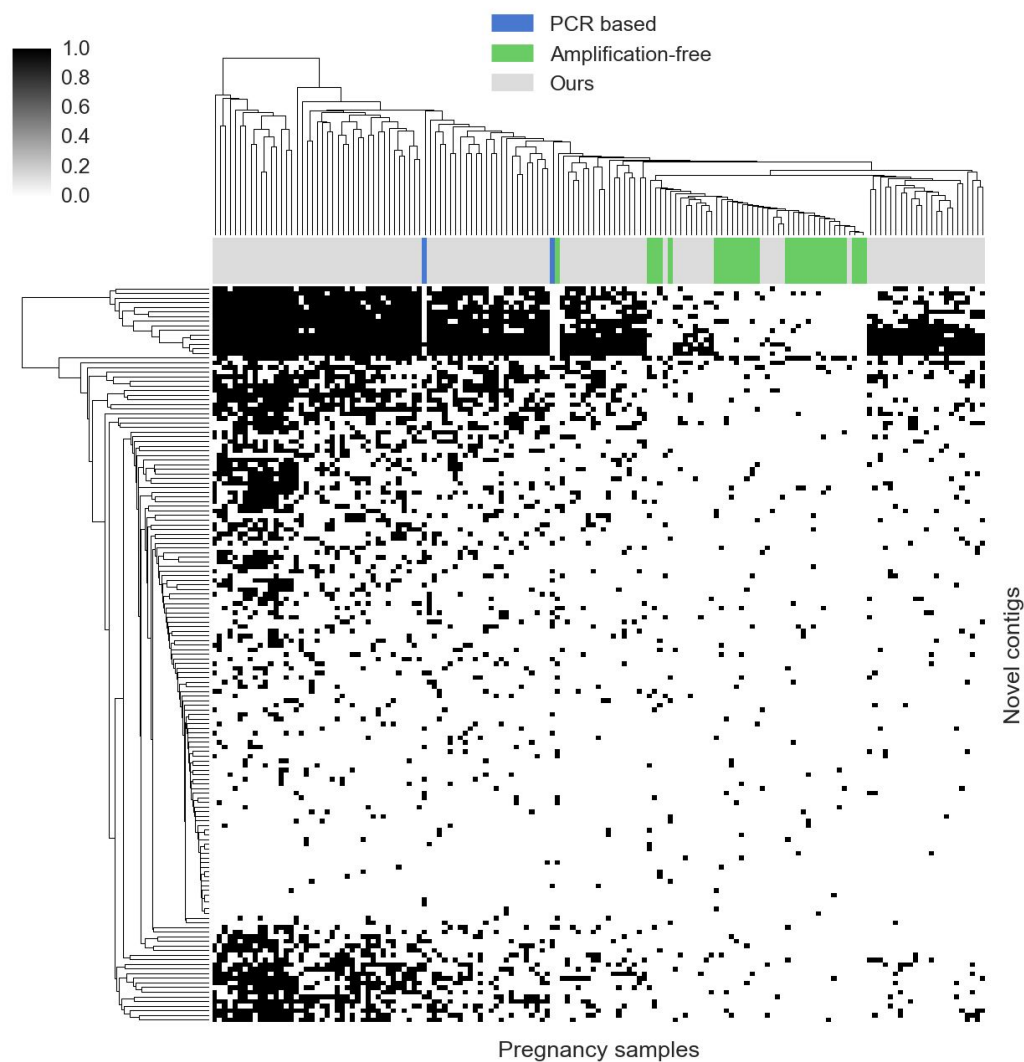 PCR based
Amplification-free
Ours
1.0
0.8
0.6
0.4
0.2
0.0
Novel contigs
Pregnancy samples